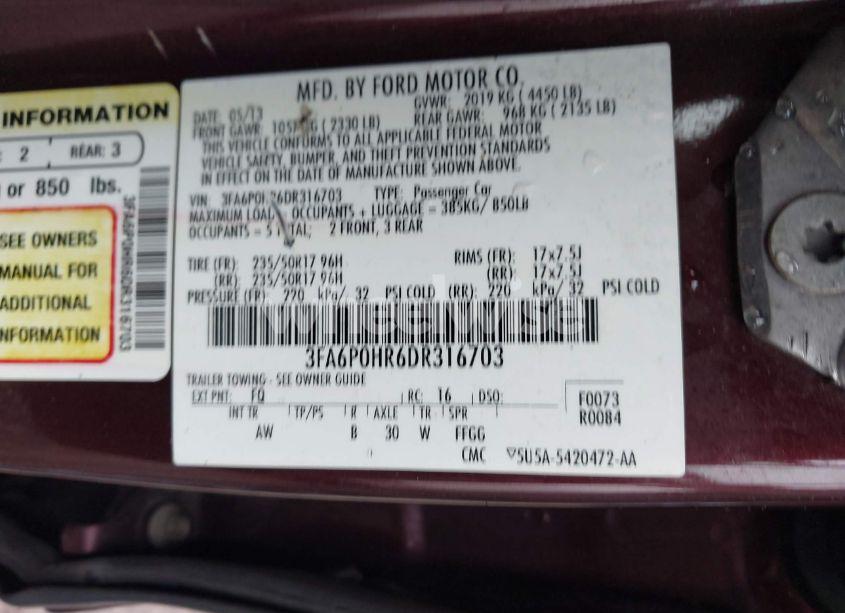 INFORMATION
2 REAR: 3
or 850 lbs.
SEE OWNERS
MANUAL FOR
ADDITIONAL
INFORMATION
3FA6P0HR6DR316703
MFD. BY FORD MOTOR CO.
DATE: 05/13 GVWR: 2019 KG ( 4450 LB)
FRONT GAWR: KG ( 2330 LB) REAR GAWR: 968 KG ( 2135 LB)
THIS VEHICLE CONFORMS TO ALL APPLICABLE FEDERAL MOTOR
VEHICLE SAFETY, BUMPER, AND THEFT PREVENTION STANDARDS
IN EFFECT ON THE DATE OF MANUFACTURE SHOWN ABOVE.
VIN: TYPE: Passenger Car
MAXIMUM LOAD= OCCUPANTS + LUGGAGE = 385KG/ 850LB
OCCUPANTS = 5 TOTAL; 2 FRONT, 3 REAR
TIRE (FR): 235/50R17 96H RIMS (FR): 17x7.5J
(RR): 235/50R17 96H (RR): 17x7.5J
PRESSURE (FR): 220 kPa/ 32 PSI COLD (RR): 220 kPa/ 32 PSI COLD
3FA6P0HR6DR316703
TRAILER TOWING - SEE OWNER GUIDE
EXT PNT: FQ RC: 16 DSO: F0073
INT TR TP/PS R AXLE TR SPR R0084
AW B 30 W FFGG
CMC ▽5U5A-5420472-AA